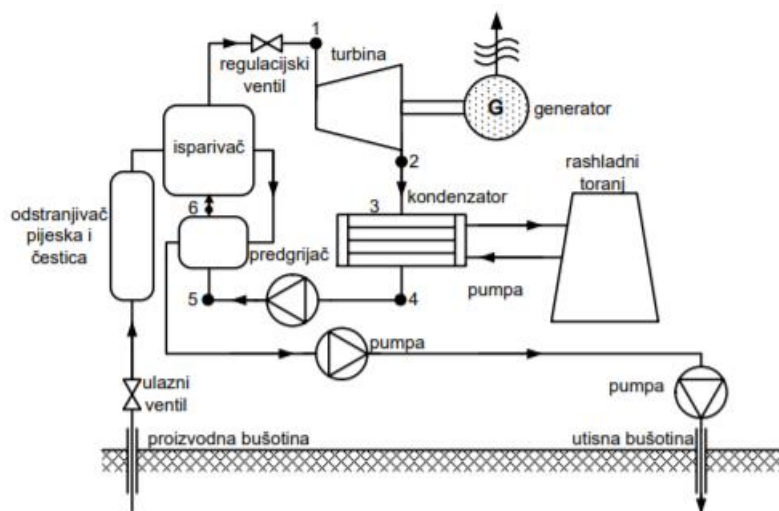 1
turbina
regulacijski
ventil
G
generator
isparivač
2
rashladni
toranj
kondenzator
3
6
odstranjivač
pijeska i
čestica
predgrijač
5
4
pumpa
pumpa
ulazni
ventil
pumpa
proizvodna bušotina
utisna bušotina